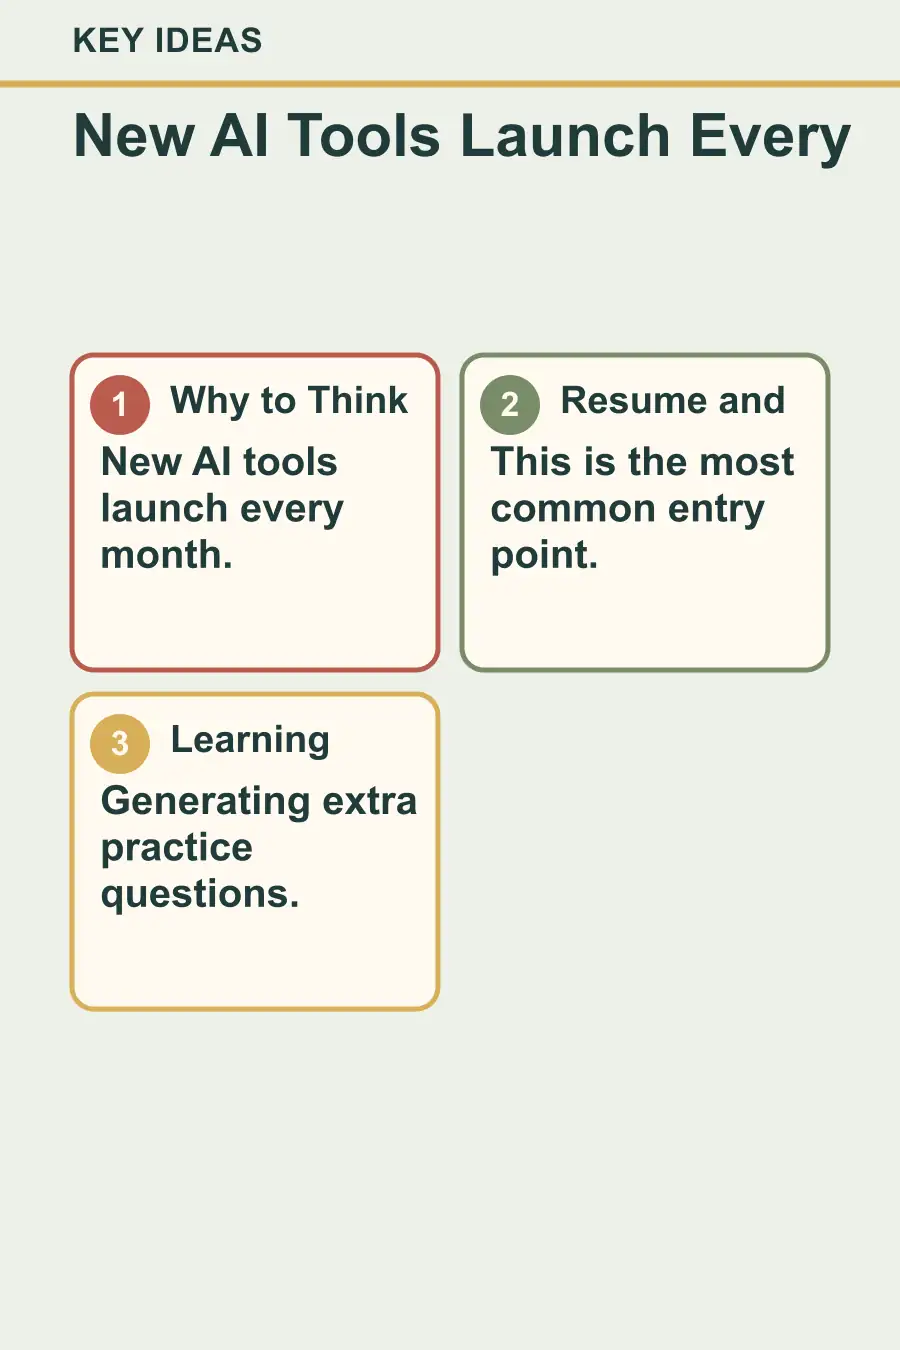 KEY IDEAS
New AI Tools Launch Every
1
Why to Think
New AI tools
launch every
month.
2
Resume and
This is the most
common entry
point.
3
Learning
Generating extra
practice
questions.